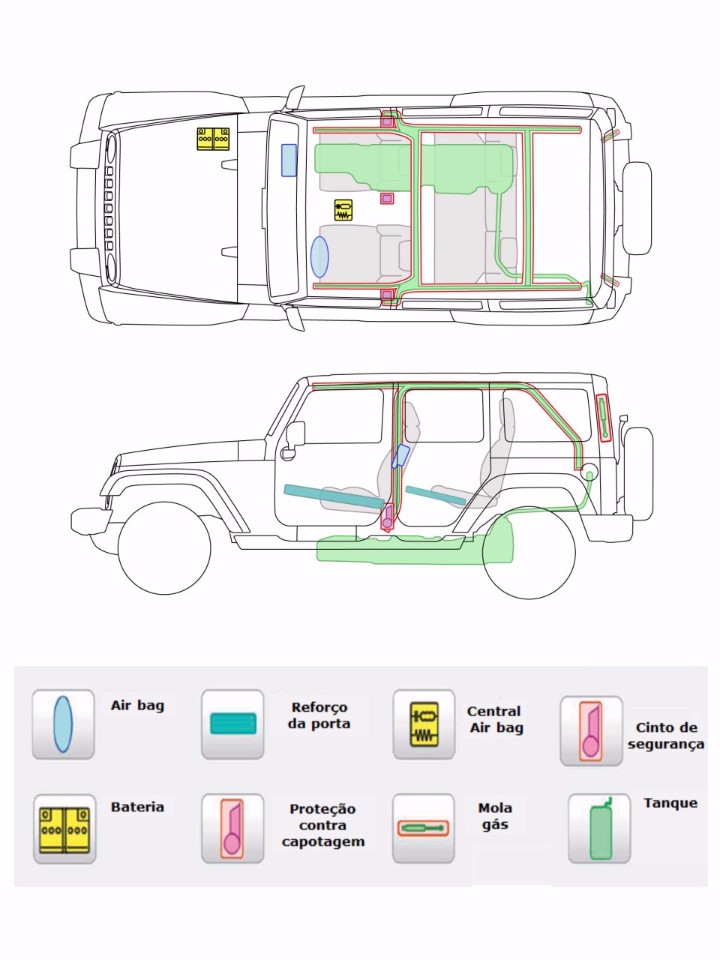 Air bag
Reforço
da porta
Central
Air bag
Cinto de
segurança
Bateria
Proteção
contra
capotagem
Mola
gás
Tanque